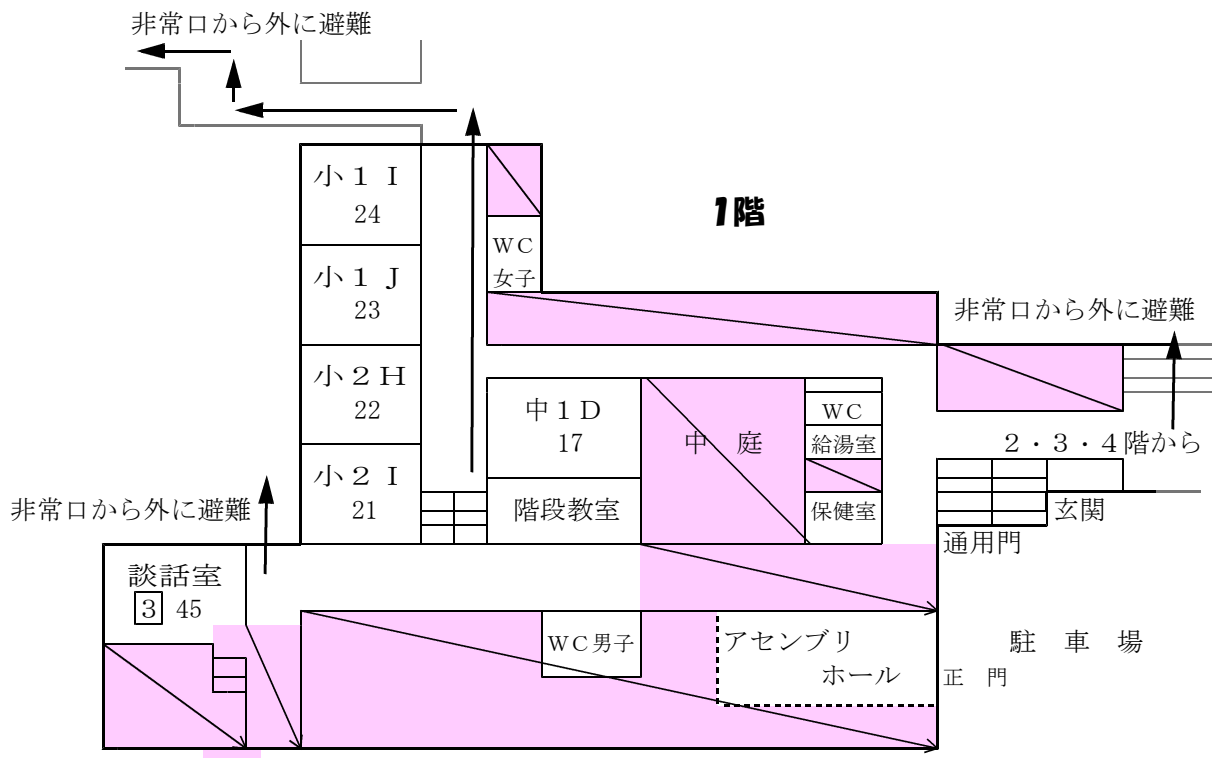 非常口から外に避難
小１Ｉ
24
1階
ＷＣ
女子
小１Ｊ
23
非常口から外に避難
小２Ｈ
22
中１Ｄ
17
中　庭
ＷＣ
給湯室
２・３・４階から
小２Ｉ
21
非常口から外に避難
階段教室
保健室
玄関
通用門
談話室
3 45
ＷＣ男子
アセンブリ
ホール
駐　車　場
正　門